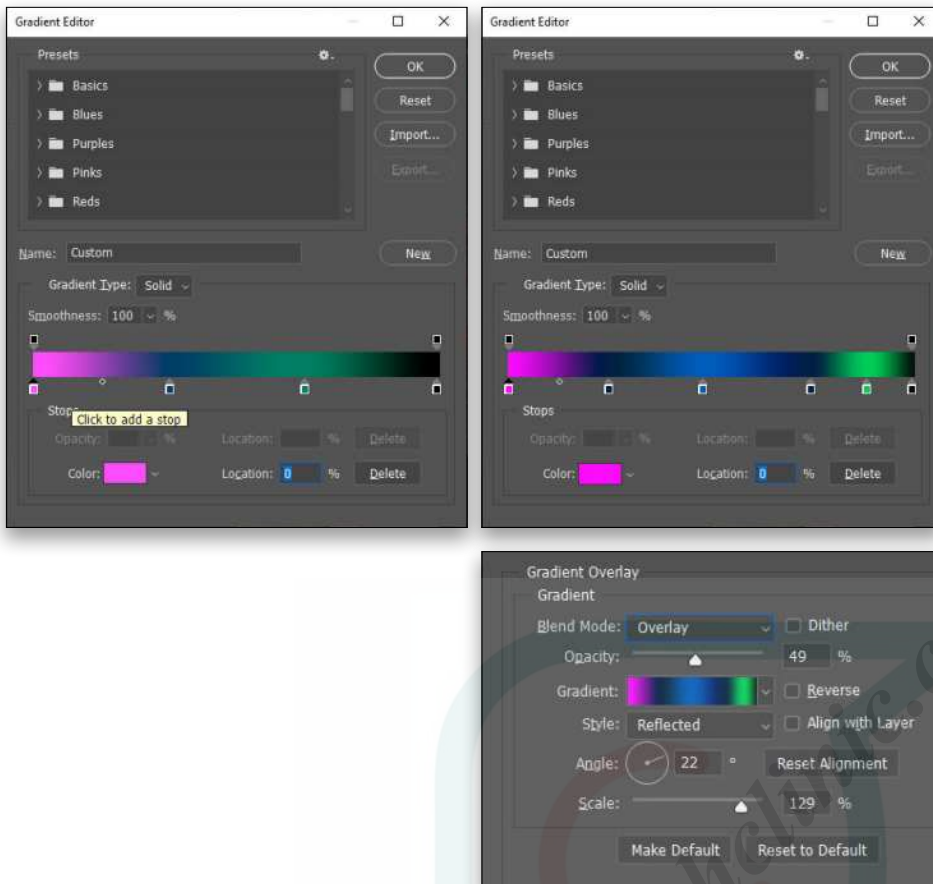 Gradient Editor
Presets
Basics
Blues
Purples
Pinks
Reds
OK
Reset
Import...
Export...
Name: Custom
New
Gradient Type: Solid
Smoothness: 100 %
Stops
Click to add a stop
Opacity: % Location: % Delete
Color: Location: 0 % Delete
Gradient Editor
Presets
Basics
Blues
Purples
Pinks
Reds
OK
Reset
Import...
Export...
Name: Custom
New
Gradient Type: Solid
Smoothness: 100 %
Stops
Opacity: % Location: % Delete
Color: Location: 0 % Delete
Gradient Overlay
Gradient
Blend Mode: Overlay Dither
Opacity: 49 %
Gradient: Reverse
Style: Reflected Align with Layer
Angle: 22 ° Reset Alignment
Scale: 129 %
Make Default Reset to Default